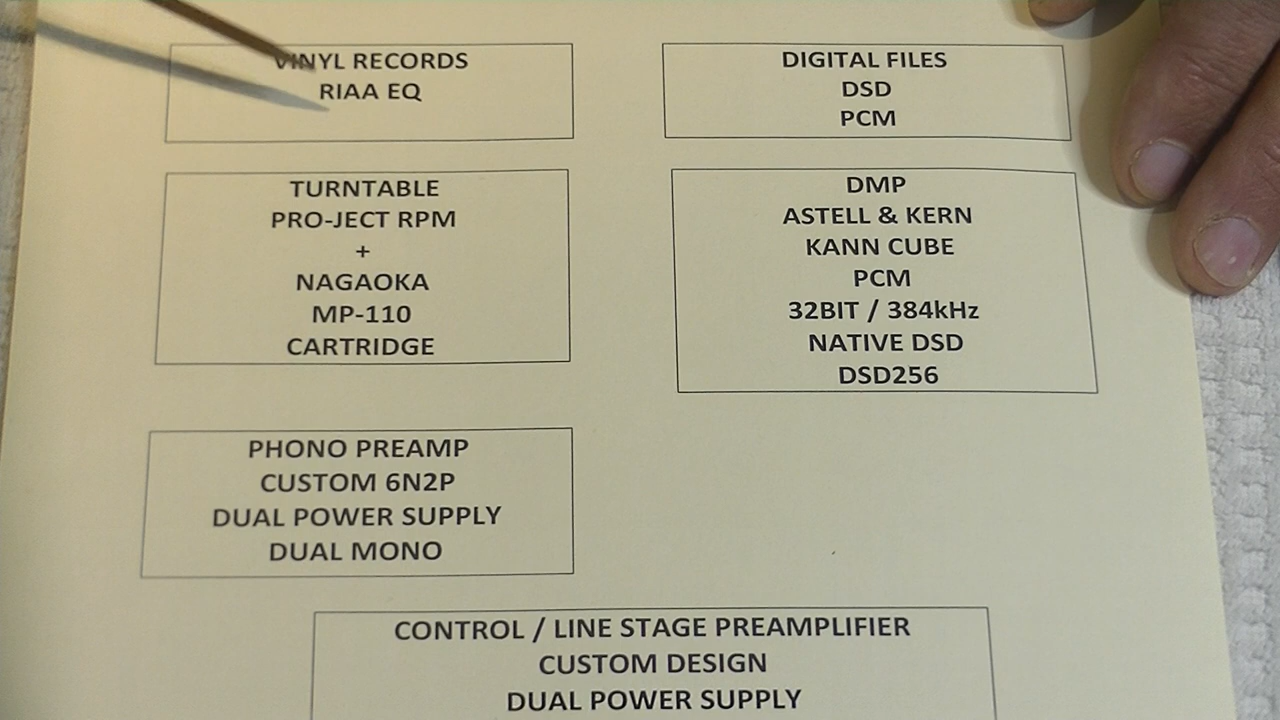 VINYL RECORDS
RIAA EQ
DIGITAL FILES
DSD
PCM
TURNTABLE
PRO-JECT RPM
+
NAGAOKA
MP-110
CARTRIDGE
DMP
ASTELL & KERN
KANN CUBE
PCM
32BIT / 384kHz
NATIVE DSD
DSD256
PHONO PREAMP
CUSTOM 6N2P
DUAL POWER SUPPLY
DUAL MONO
CONTROL / LINE STAGE PREAMPLIFIER
CUSTOM DESIGN
DUAL POWER SUPPLY